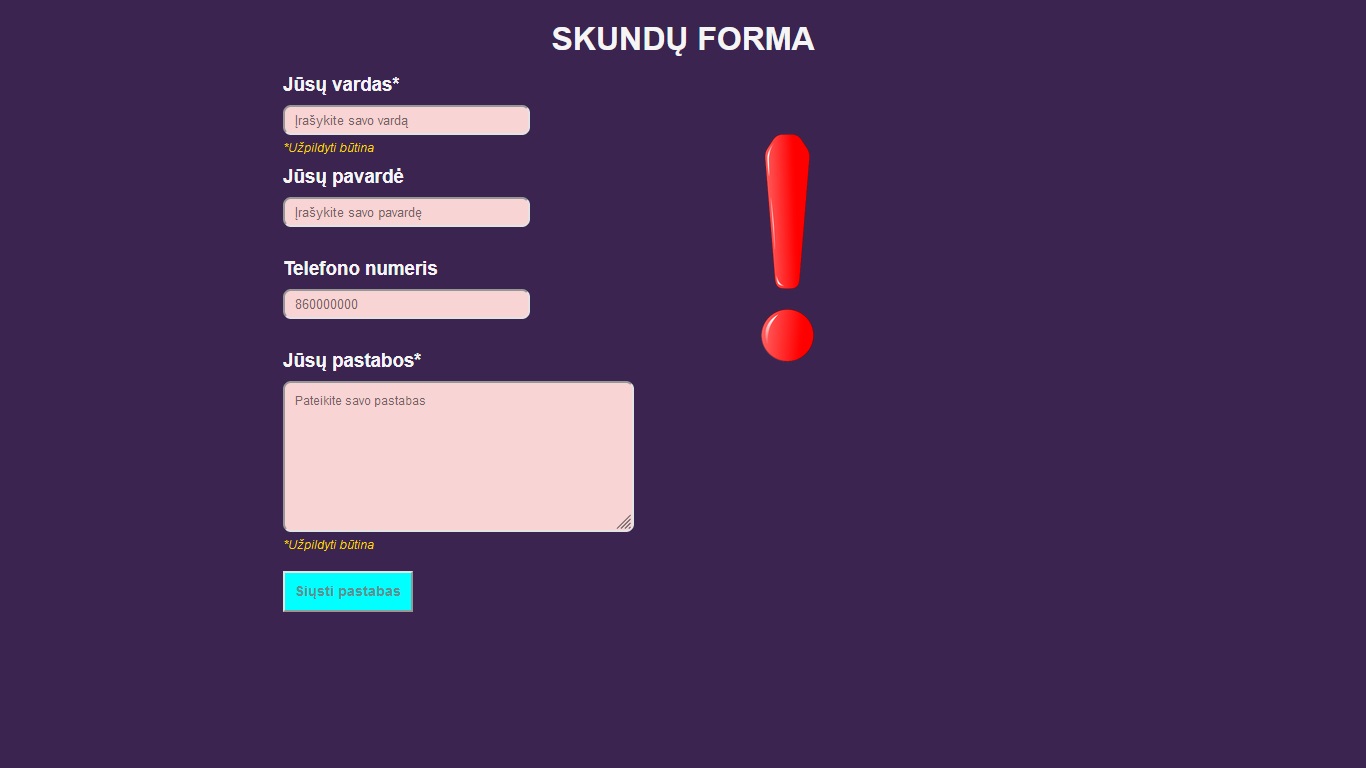 SKUNDŲ FORMA
Jūsų vardas*
Įrašykite savo vardą
*Užpildyti būtina
Jūsų pavardė
Įrašykite savo pavardę
Telefono numeris
860000000
Jūsų pastabos*
Pateikite savo pastabas
*Užpildyti būtina
Siųsti pastabas